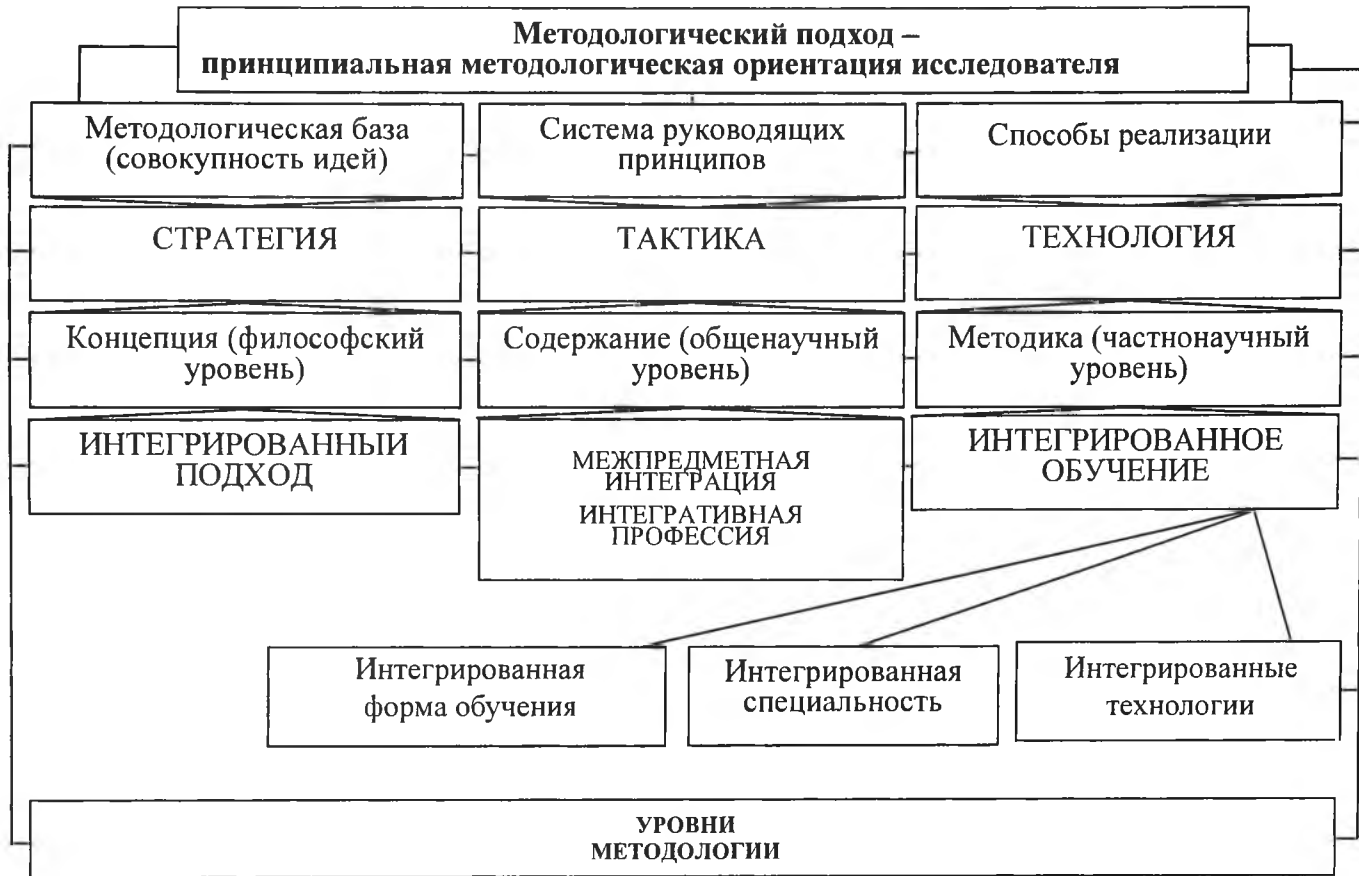 Методологический подход –
принципиальная методологическая ориентация исследователя
Методологическая база
(совокупность идей)
Система руководящих
принципов
Способы реализации
СТРАТЕГИЯ
ТАКТИКА
ТЕХНОЛОГИЯ
Концепция (философский
уровень)
Содержание (общенаучный
уровень)
Методика (частнонаучный
уровень)
ИНТЕГРИРОВАННЫЙ
ПОДХОД
МЕЖПРЕДМЕТНАЯ
ИНТЕГРАЦИЯ
ИНТЕГРАТИВНАЯ
ПРОФЕССИЯ
ИНТЕГРИРОВАННОЕ
ОБУЧЕНИЕ
Интегрированная
форма обучения
Интегрированная
специальность
Интегрированные
технологии
УРОВНИ
МЕТОДОЛОГИИ